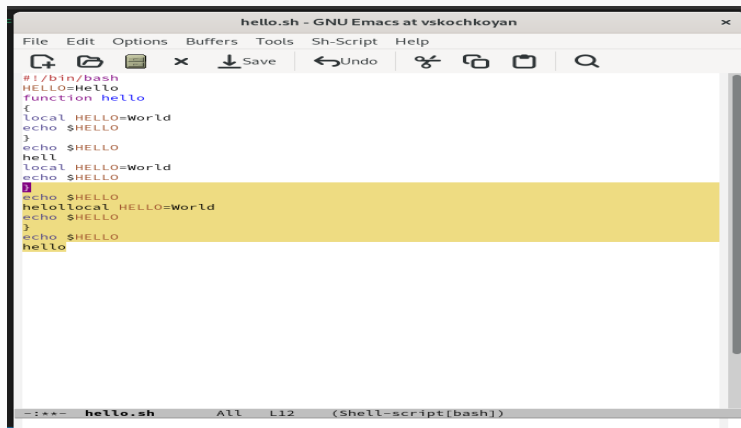 hello.sh - GNU Emacs at vskochkoyan
File Edit Options Buffers Tools Sh-Script Help
Save Undo
#!/bin/bash
HELLO=Hello
function hello
{
local HELLO=World
echo $HELLO
}
echo $HELLO
hell
local HELLO=World
echo $HELLO
}
echo $HELLO
helollocal HELLO=World
echo $HELLO
}
echo $HELLO
hello
-:**- hello.sh All L12 (Shell-script[bash])